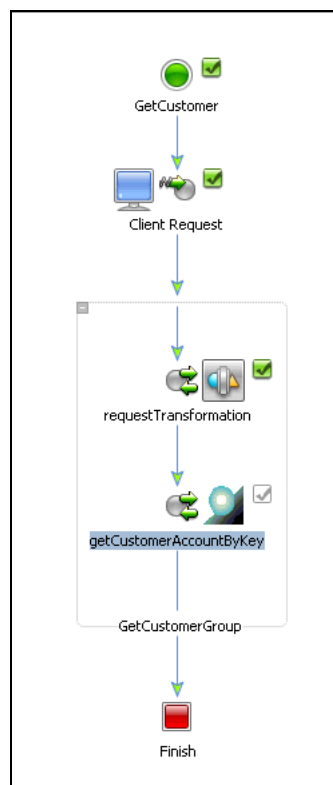 GetCustomer
Client Request
requestTransformation
getCustomerAccountByKey
GetCustomerGroup
Finish